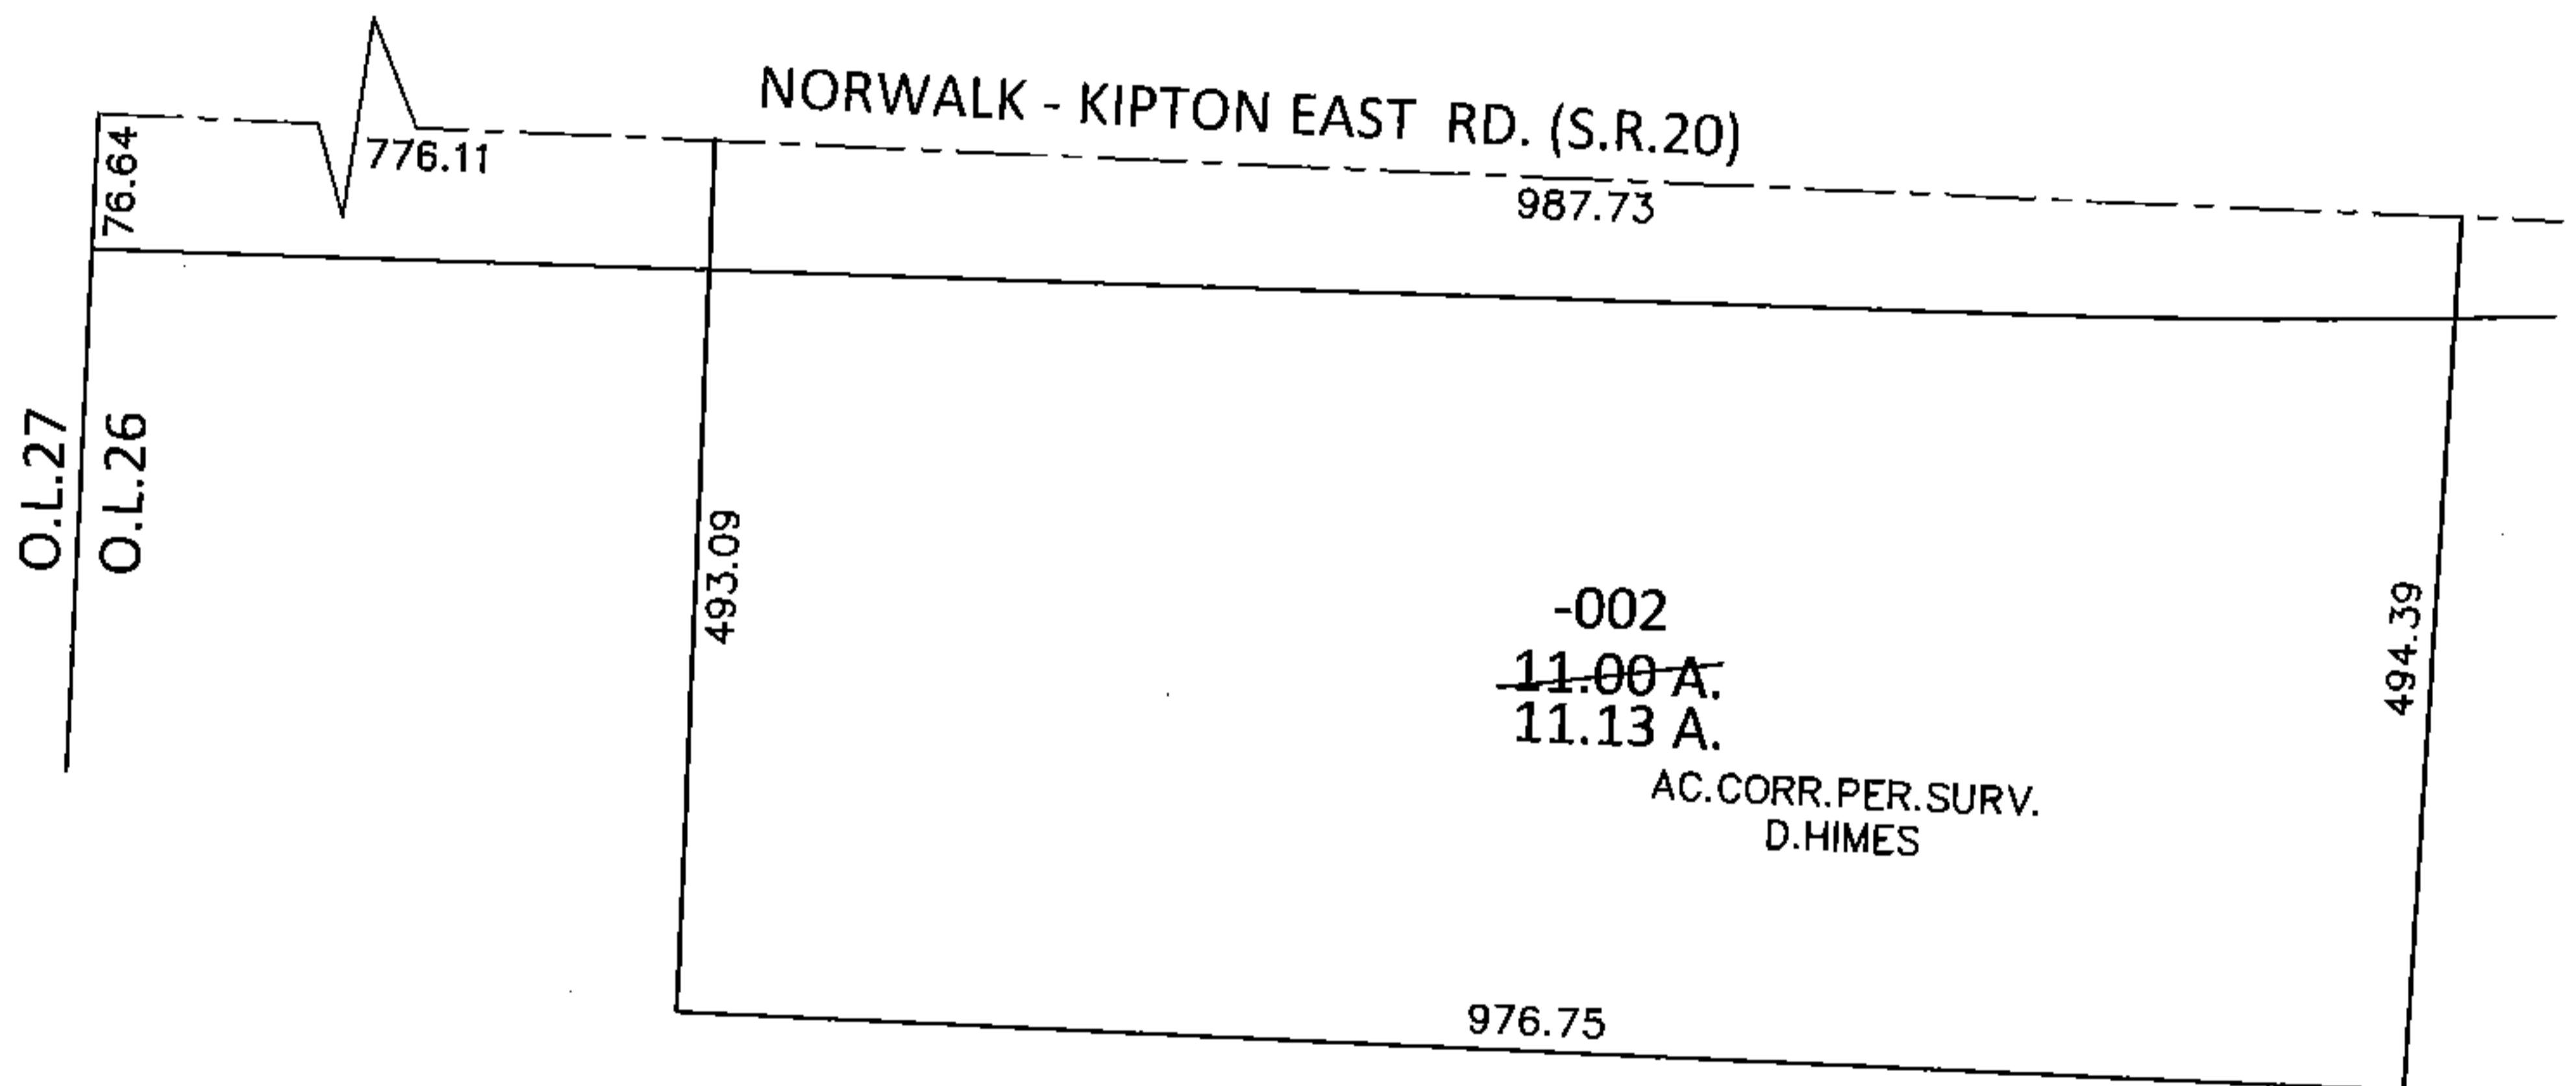 NORWALK - KIPTON EAST RD. (S.R.20)
76.64
776.11
987.73
O.L.27
O.L.26
493.09
-002
11.00 A.
11.13 A.
494.39
AC.CORR.PER.SURV.
D.HIMES
976.75